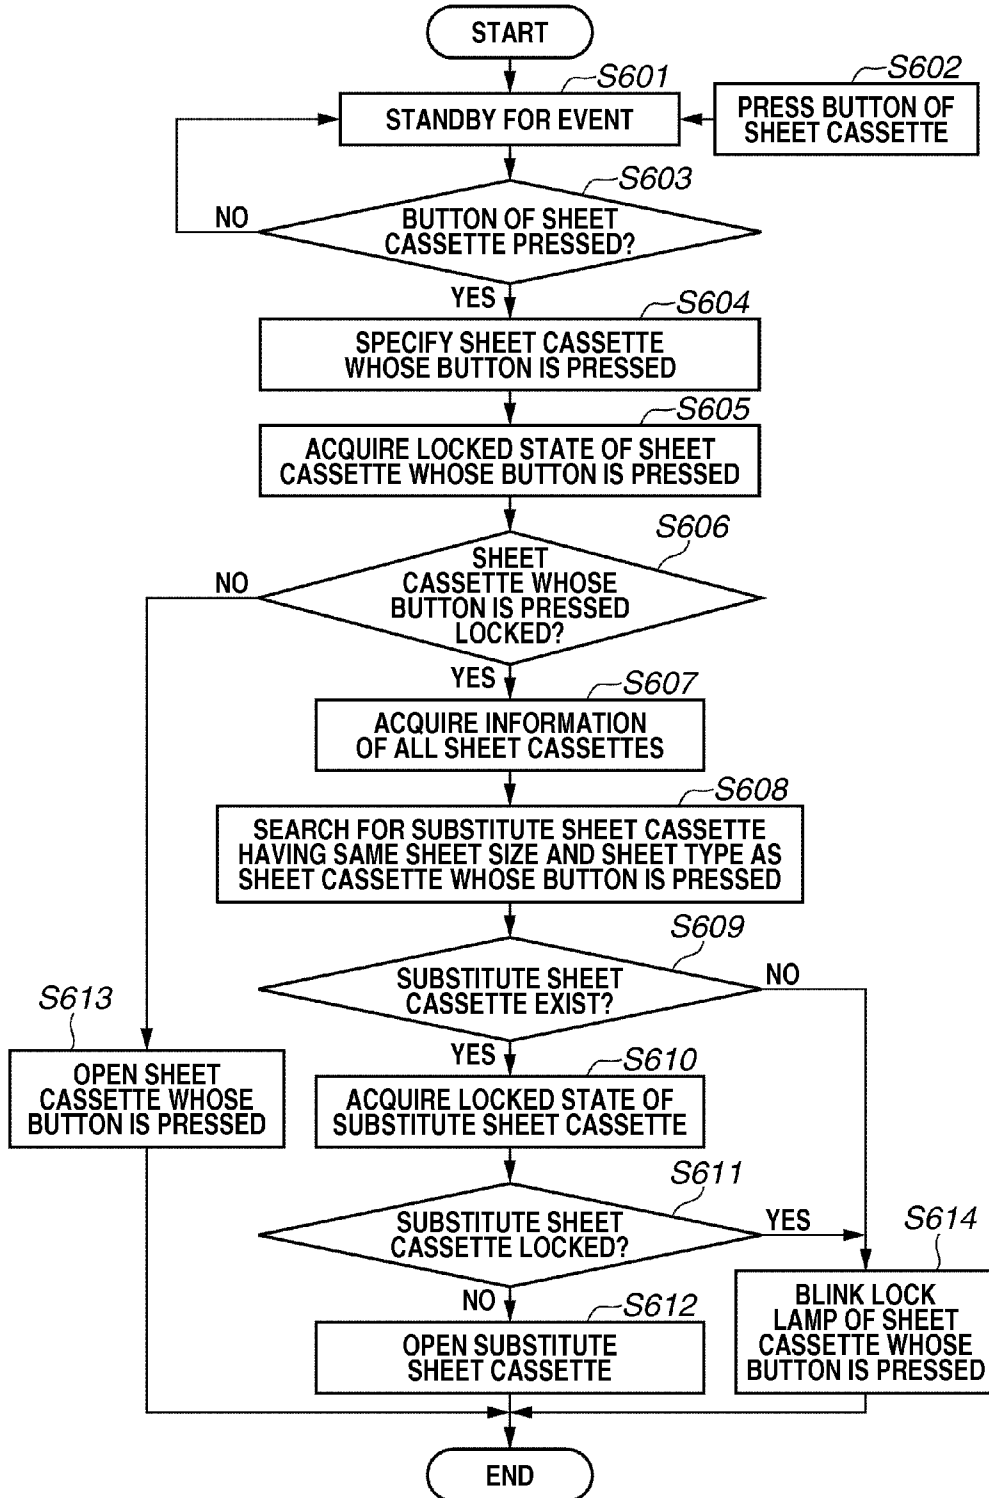 START
S601
STANDBY FOR EVENT
S602
PRESS BUTTON OF
SHEET CASSETTE
S603
BUTTON OF SHEET
CASSETTE PRESSED?
NO
YES
S604
SPECIFY SHEET CASSETTE
WHOSE BUTTON IS PRESSED
S605
ACQUIRE LOCKED STATE OF SHEET
CASSETTE WHOSE BUTTON IS PRESSED
S606
SHEET
CASSETTE WHOSE
BUTTON IS PRESSED
LOCKED?
NO
YES
S607
ACQUIRE INFORMATION
OF ALL SHEET CASSETTES
S608
SEARCH FOR SUBSTITUTE SHEET CASSETTE
HAVING SAME SHEET SIZE AND SHEET TYPE AS
SHEET CASSETTE WHOSE BUTTON IS PRESSED
S609
SUBSTITUTE SHEET
CASSETTE EXIST?
NO
YES
S613
OPEN SHEET
CASSETTE WHOSE
BUTTON IS PRESSED
S610
ACQUIRE LOCKED STATE OF
SUBSTITUTE SHEET CASSETTE
S611
SUBSTITUTE SHEET
CASSETTE LOCKED?
YES
NO
S614
BLINK LOCK
LAMP OF SHEET
CASSETTE WHOSE
BUTTON IS PRESSED
S612
OPEN SUBSTITUTE
SHEET CASSETTE
END